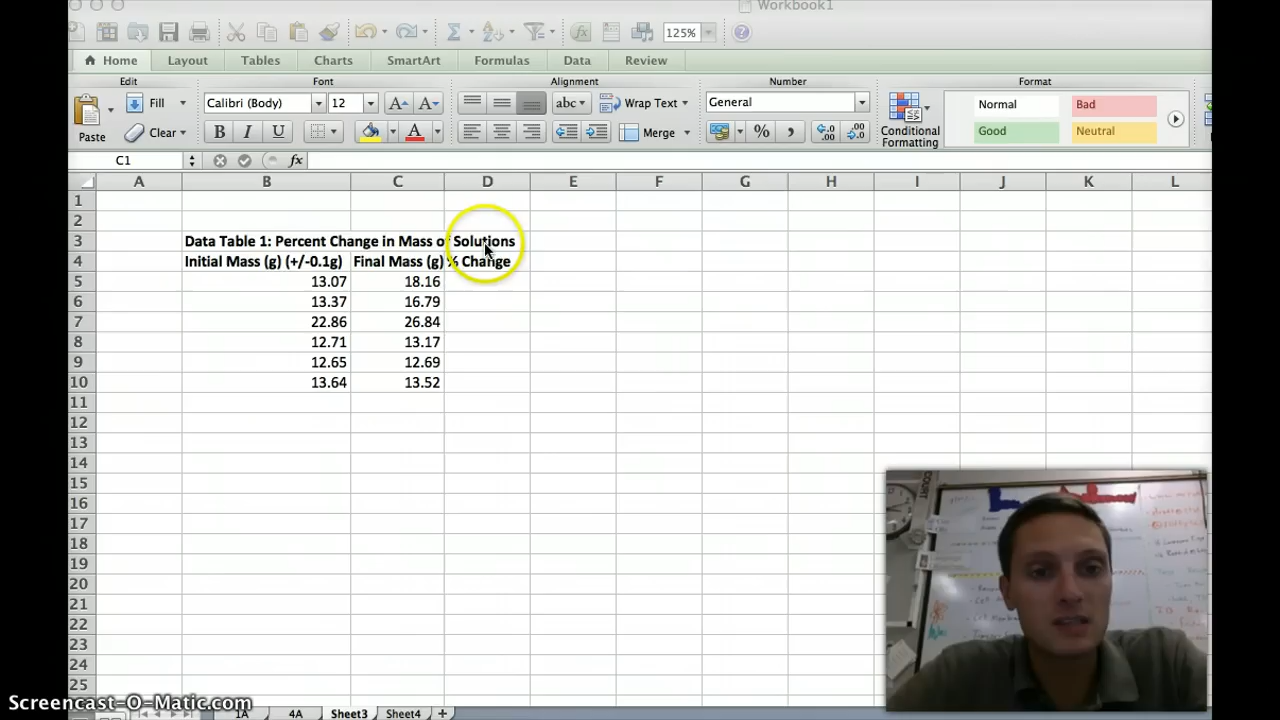 Workbook1
125%
Home Layout Tables Charts SmartArt Formulas Data Review
Edit Font Alignment Number Format
Fill Calibri (Body) 12 abc Wrap Text General Normal Bad
Paste Clear B I U A Merge % Conditional Formatting Good Neutral
C1 fx
A B C D E F G H I J K L
1
2
3 Data Table 1: Percent Change in Mass of Solutions
4 Initial Mass (g) (+/-0.1g) Final Mass (g) % Change
5 13.07 18.16
6 13.37 16.79
7 22.86 26.84
8 12.71 13.17
9 12.65 12.69
10 13.64 13.52
11
12
13
14
15
16
17
18
19
20
21
22
23
24
25
COURT
Screencast-O-Matic.com
1A 4A Sheet3 Sheet4